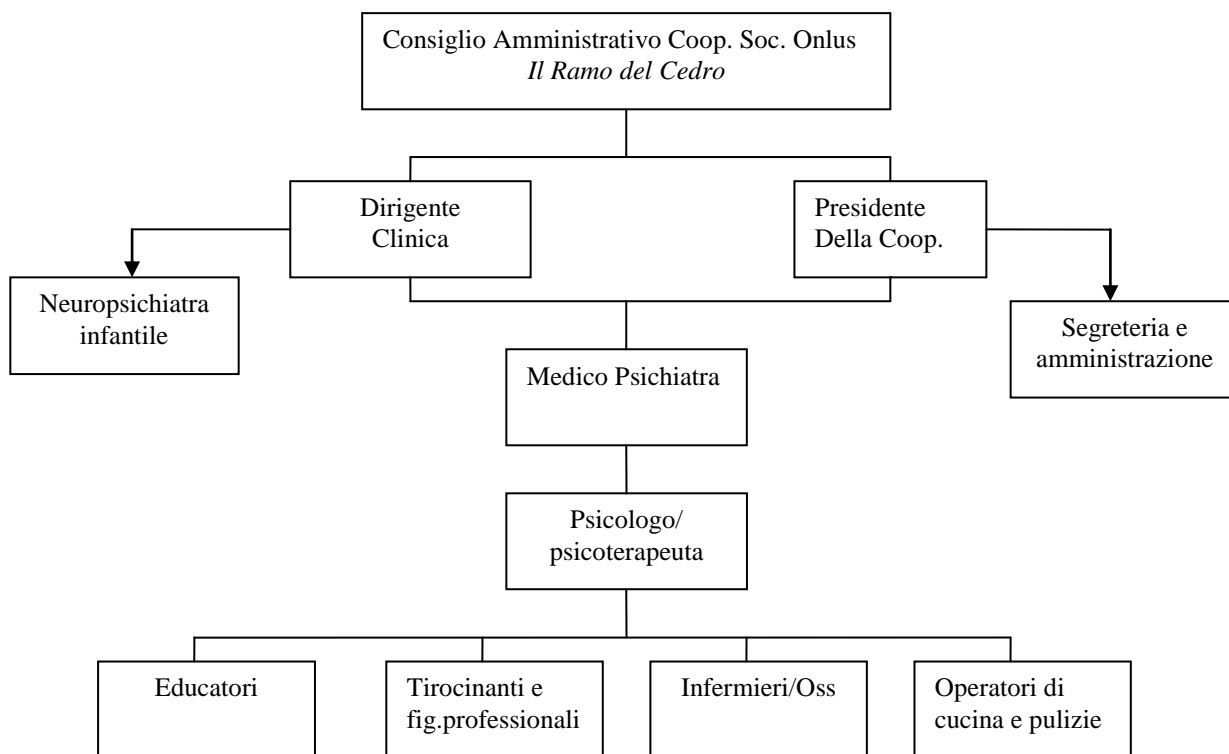 Consiglio Amministrativo Coop. Soc. Onlus
Il Ramo del Cedro
Dirigente
Clinica
Presidente
Della Coop.
Neuropsichiatra
infantile
Segreteria e
amministrazione
Medico Psichiatra
Psicologo/
psicoterapeuta
Educatori
Tirocinanti e
fig.professionali
Infermieri/Oss
Operatori di
cucina e pulizie